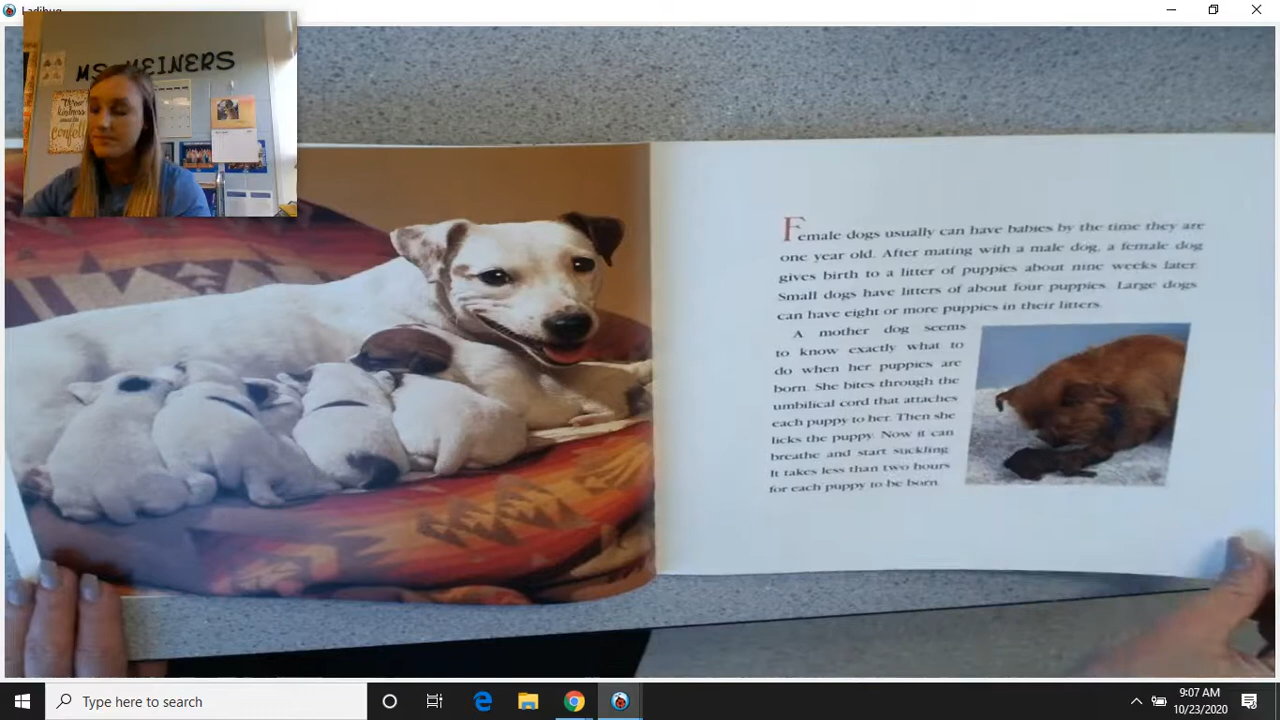 Ladibug
MS. MEINERS
Female dogs usually can have babies by the time they are
one year old. After mating with a male dog, a female dog
gives birth to a litter of puppies about nine weeks later.
Small dogs have litters of about four puppies. Large dogs
can have eight or more puppies in their litters.
A mother dog seems
to know exactly what to
do when her puppies are
born. She bites through the
umbilical cord that attaches
each puppy to her. Then she
licks the puppy. Now it can
breathe and start suckling.
It takes less than two hours
for each puppy to be born.
Type here to search
9:07 AM
10/23/2020